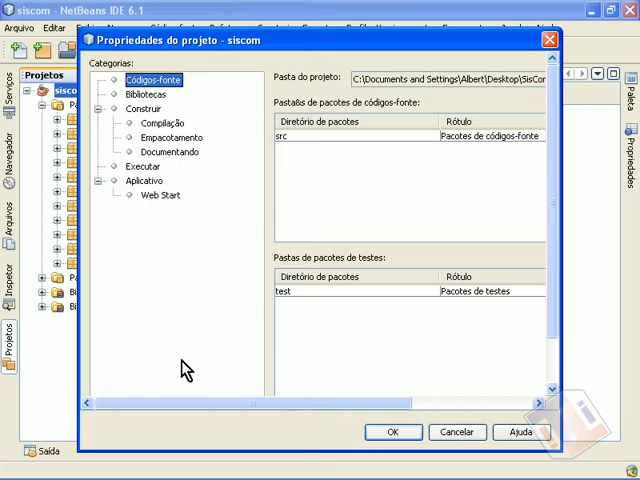 siscom - NetBeans IDE 6.1
Arquivo Editar
Propriedades do projeto - siscom
Projetos
Serviços
Navegador
Arquivos
Inspetor
Projetos
Paleta
Propriedades
Categorias:
Códigos-fonte
Bibliotecas
Construir
Compilação
Empacotamento
Documentando
Executar
Aplicativo
Web Start
Pasta do projeto: C:\Documents and Settings\Albert\Desktop\SisCom
Pasta&s de pacotes de códigos-fonte:
Diretório de pacotes Rótulo
src Pacotes de códigos-fonte
Pastas de pacotes de testes:
Diretório de pacotes Rótulo
test Pacotes de testes
OK Cancelar Ajuda
Saída